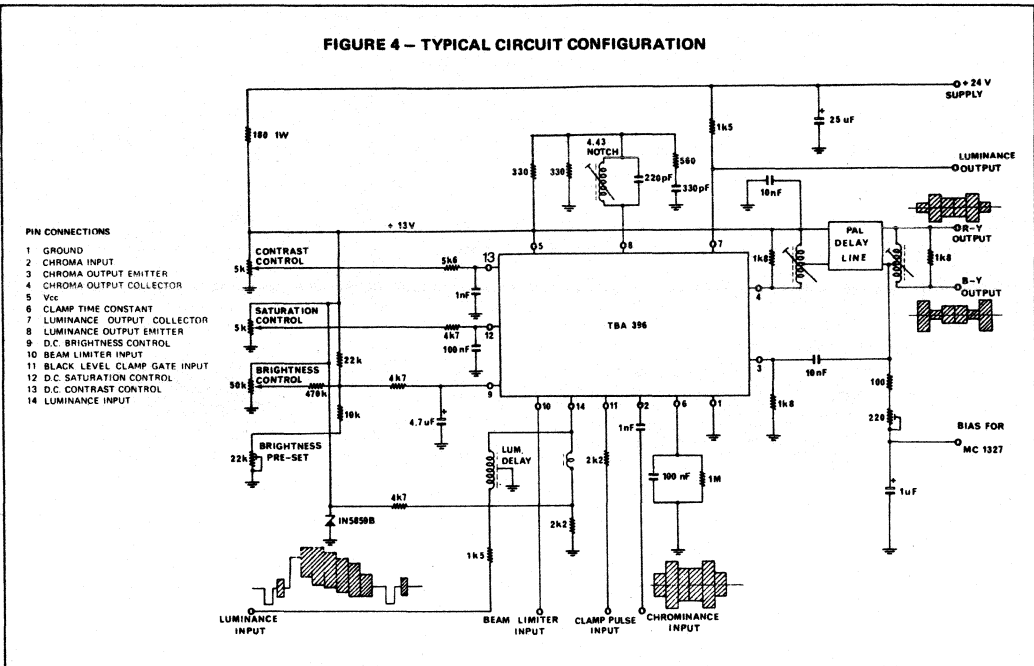 FIGURE 4 – TYPICAL CIRCUIT CONFIGURATION
+ 24 V
SUPPLY
180 1W
1k5
25 uF
4.43
NOTCH
330
330
220pF
560
330pF
LUMINANCE
OUTPUT
10nF
+ 13V
PIN CONNECTIONS
1 GROUND
2 CHROMA INPUT
3 CHROMA OUTPUT EMITTER
4 CHROMA OUTPUT COLLECTOR
5 Vcc
6 CLAMP TIME CONSTANT
7 LUMINANCE OUTPUT COLLECTOR
8 LUMINANCE OUTPUT EMITTER
9 D.C. BRIGHTNESS CONTROL
10 BEAM LIMITER INPUT
11 BLACK LEVEL CLAMP GATE INPUT
12 D.C. SATURATION CONTROL
13 D.C. CONTRAST CONTROL
14 LUMINANCE INPUT
CONTRAST
CONTROL
5k
5k6
13
1nF
5
8
7
1k8
4
PAL
DELAY
LINE
R-Y
OUTPUT
1k8
B-Y
OUTPUT
SATURATION
CONTROL
5k
4k7
12
100 nF
TBA 396
22k
BRIGHTNESS
CONTROL
50k
470k
4k7
9
4.7uF
3
10nF
1k8
100
220
10k
BRIGHTNESS
PRE-SET
22k
10
14
11
2
6
1
LUM.
DELAY
2k2
1nF
100 nF
1M
BIAS FOR
MC 1327
1uF
4k7
IN5859B
2k2
1k5
LUMINANCE
INPUT
BEAM LIMITER
INPUT
CLAMP PULSE
INPUT
CHROMINANCE
INPUT